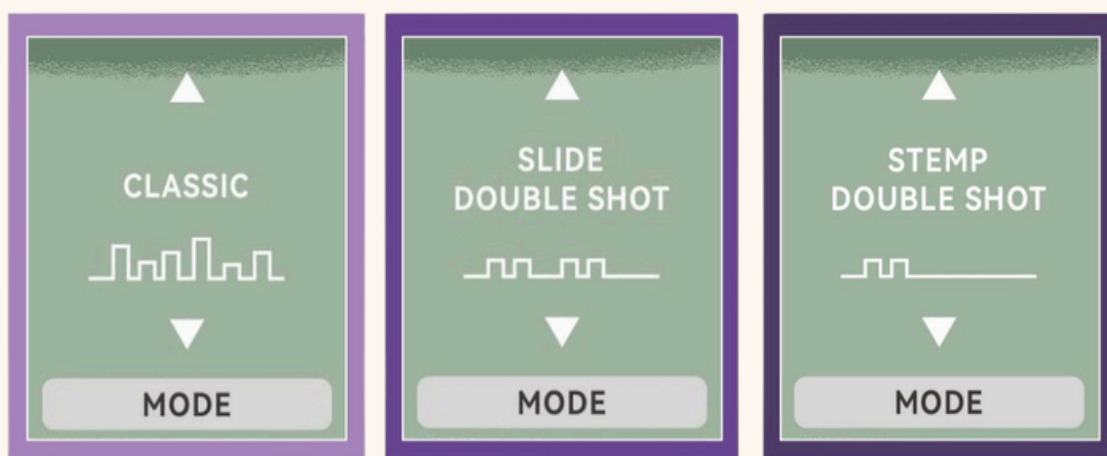 CLASSIC
MODE
SLIDE
DOUBLE SHOT
MODE
STEMP
DOUBLE SHOT
MODE